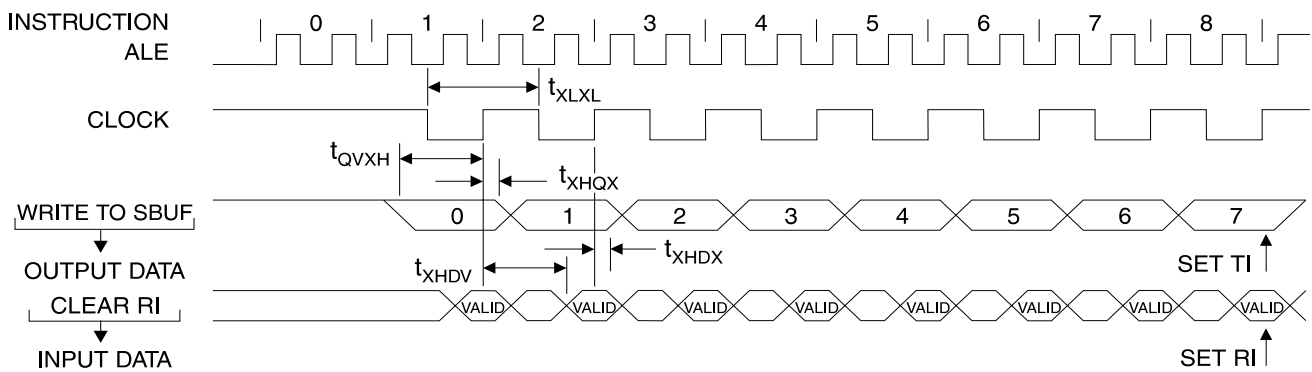 INSTRUCTION 0 1 2 3 4 5 6 7 8
ALE
tXLXL
CLOCK
tQVXH
tXHQX
WRITE TO SBUF 0 1 2 3 4 5 6 7
tXHDX
OUTPUT DATA tXHDV SET TI
CLEAR RI VALID VALID VALID VALID VALID VALID VALID VALID
INPUT DATA SET RI